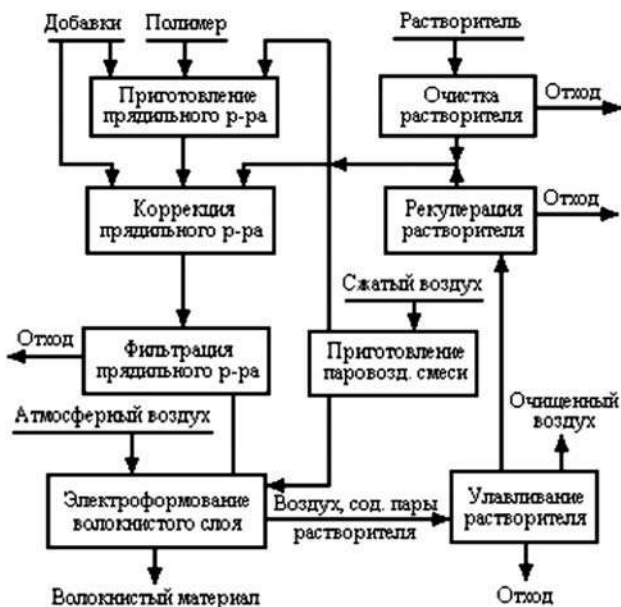 Добавки
Полимер
Растворитель
Приготовление
прядильного р-ра
Очистка
растворителя
Отход
Коррекция
прядильного р-ра
Рекуперация
растворителя
Отход
Сжатый воздух
Отход
Фильтрация
прядильного р-ра
Приготовление
паровозд. смеси
Атмосферный воздух
Очищенный
воздух
Электроформование
волокнистого слоя
Воздух, сод. пары
растворителя
Улавливание
растворителя
Волокнистый материал
Отход